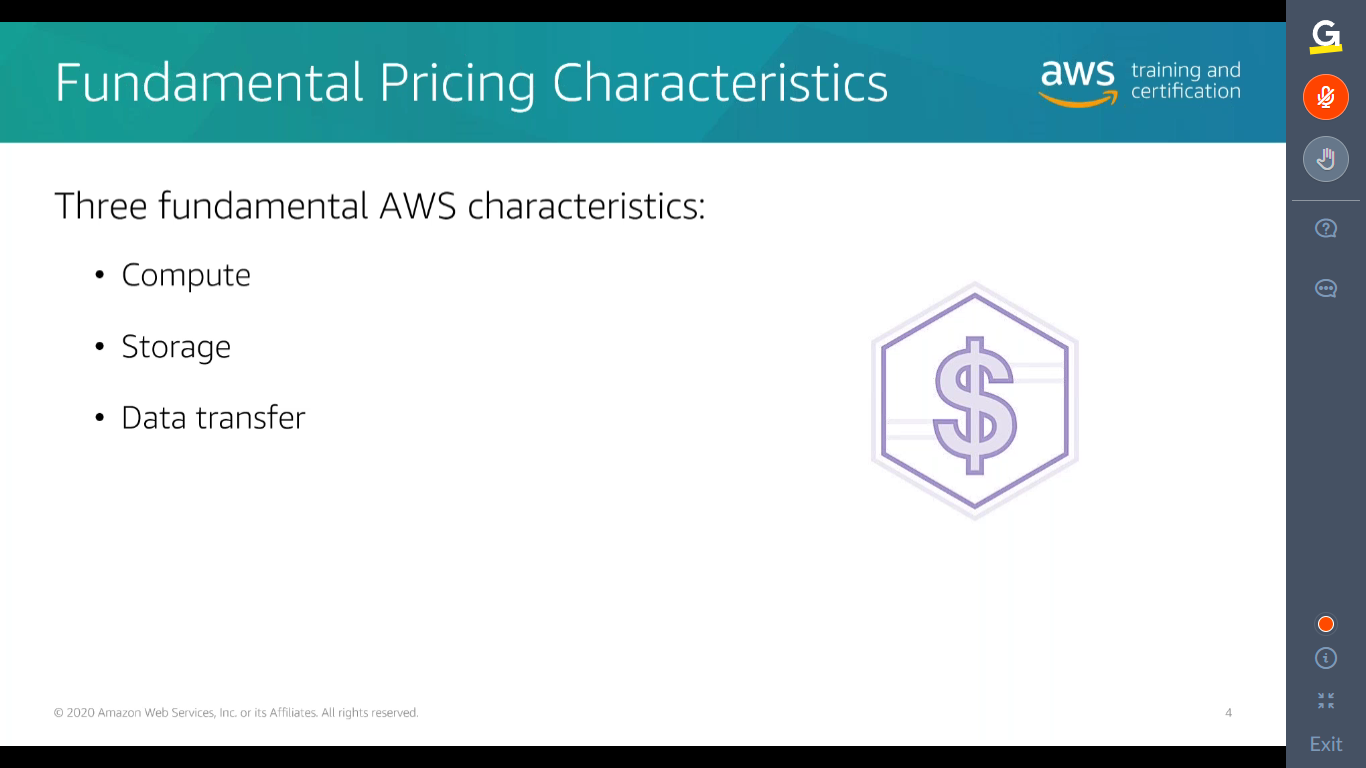 Fundamental Pricing Characteristics
aws training and
certification
Three fundamental AWS characteristics:
• Compute
• Storage
• Data transfer
$
© 2020 Amazon Web Services, Inc. or its Affiliates. All rights reserved.
4
G
Exit